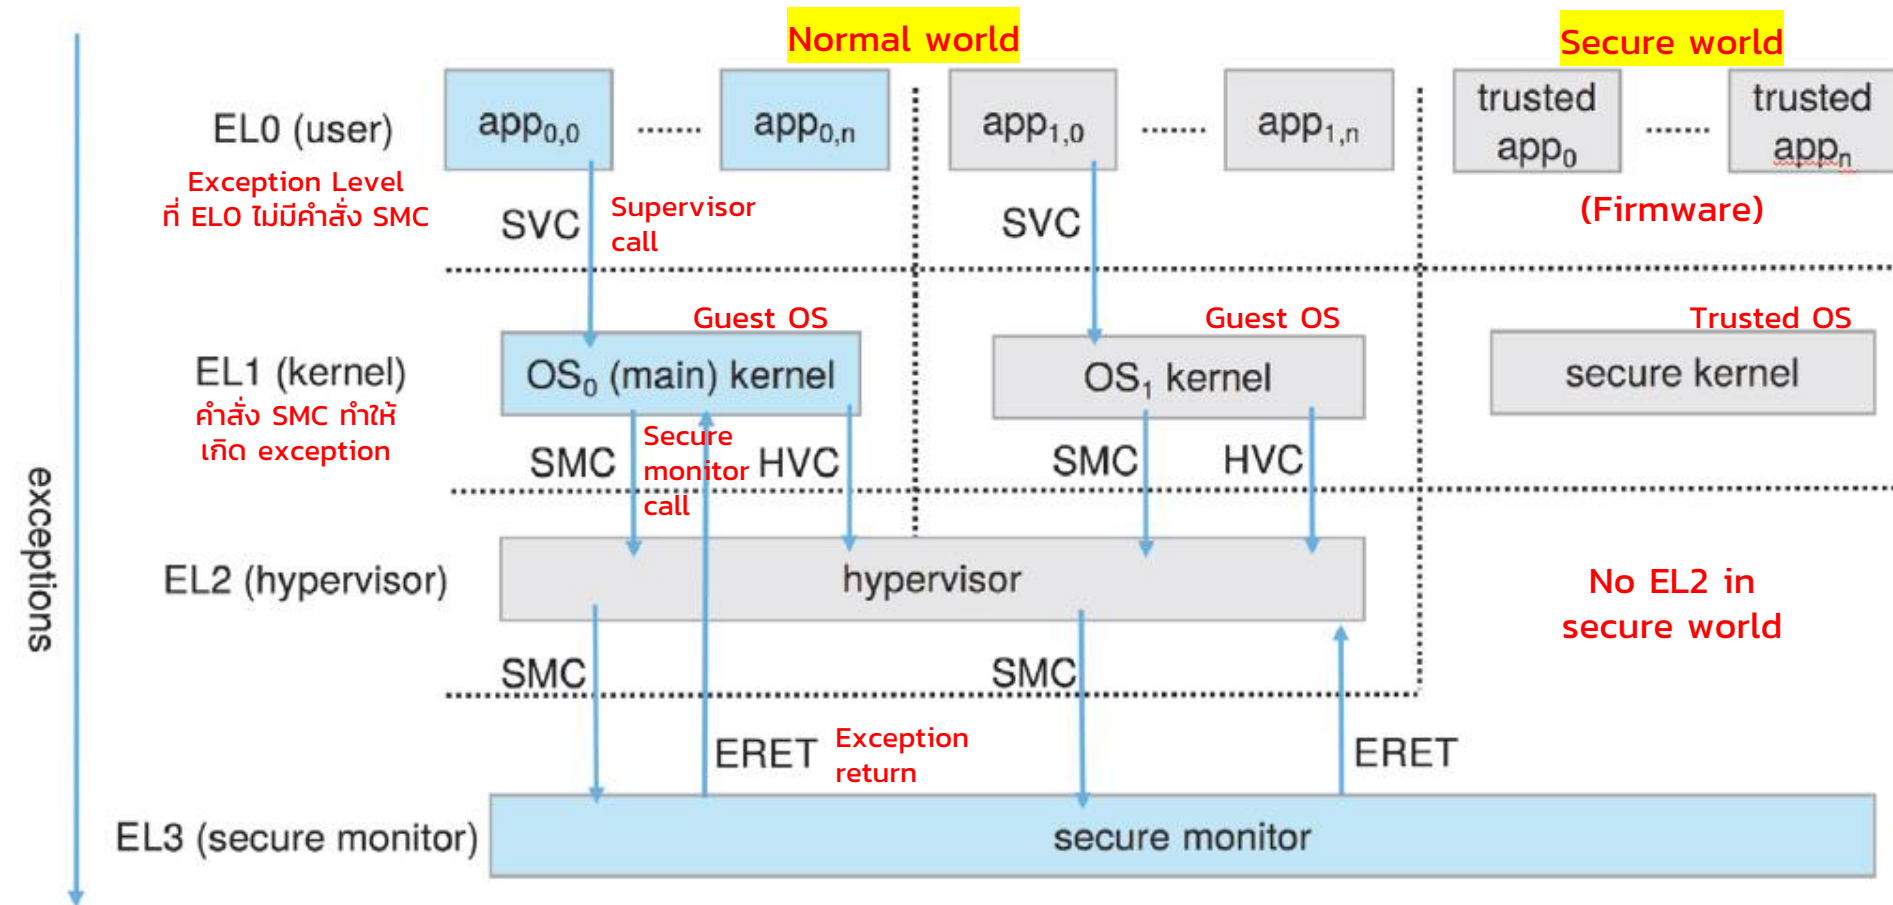 Normal world
Secure world
EL0 (user)
app0,0
app0,n
app1,0
app1,n
trusted
app0
trusted
appn
Exception Level
ที่ EL0 ไม่มีคำสั่ง SMC
SVC
Supervisor
call
SVC
(Firmware)
Guest OS
Guest OS
Trusted OS
EL1 (kernel)
OS0 (main) kernel
OS1 kernel
secure kernel
คำสั่ง SMC ทำให้
เกิด exception
SMC
Secure
monitor
call
HVC
SMC
HVC
exceptions
EL2 (hypervisor)
hypervisor
No EL2 in
secure world
SMC
SMC
ERET
Exception
return
ERET
EL3 (secure monitor)
secure monitor